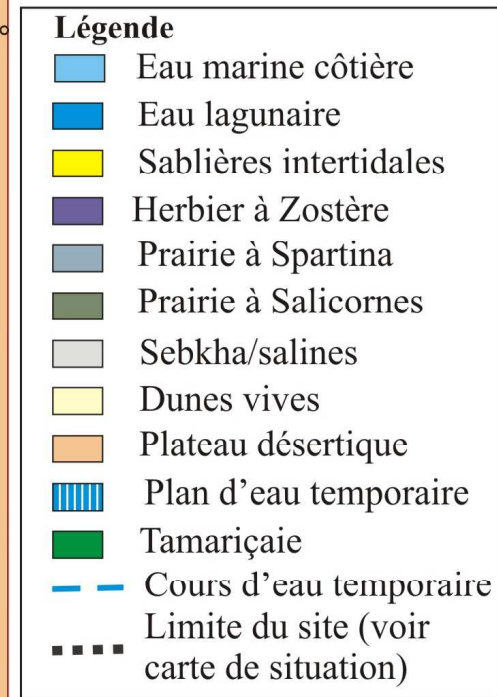 Légende
Eau marine côtière
Eau lagunaire
Sablières intertidales
Herbier à Zostère
Prairie à Spartina
Prairie à Salicornes
Sebkha/salines
Dunes vives
Plateau désertique
Plan d'eau temporaire
Tamariçaie
Cours d'eau temporaire
Limite du site (voir
carte de situation)